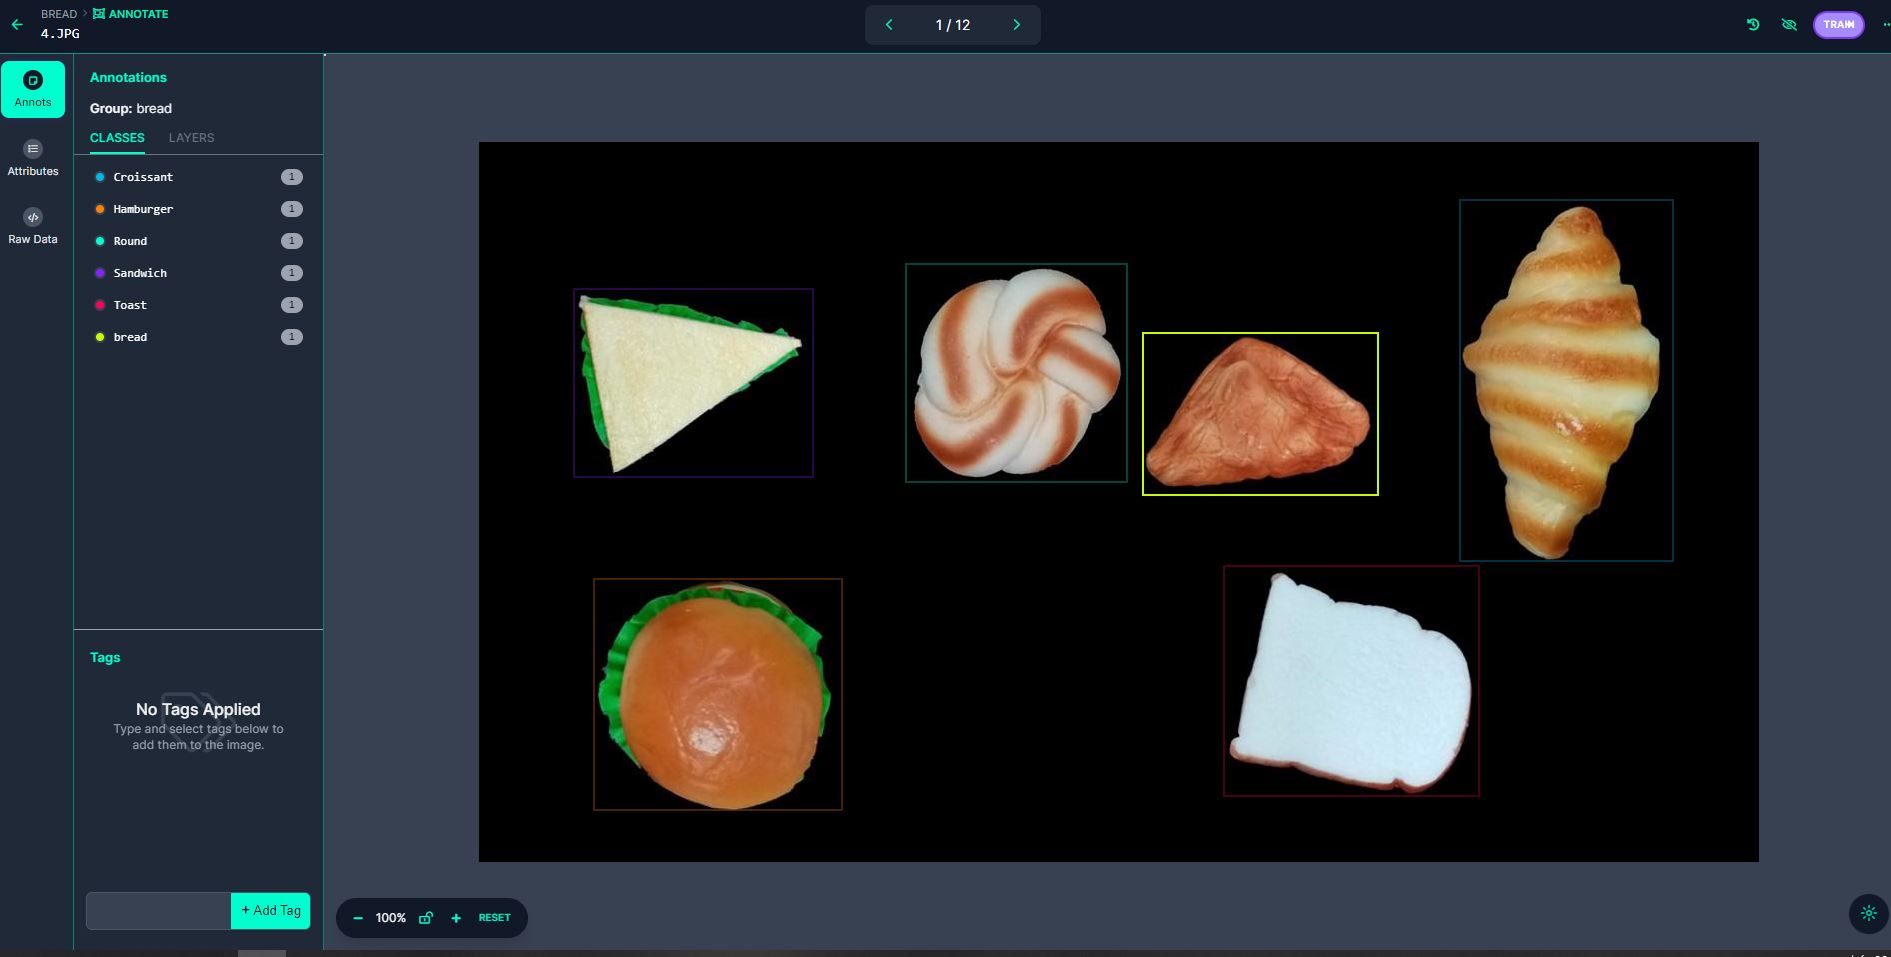 BREAD > ANNOTATE
4.JPG
1 / 12
TRAIN
Annots
Attributes
Raw Data
Annotations
Group: bread
CLASSES LAYERS
Croissant 1
Hamburger 1
Round 1
Sandwich 1
Toast 1
bread 1
Tags
No Tags Applied
Type and select tags below to
add them to the image.
+ Add Tag
− 100% + RESET